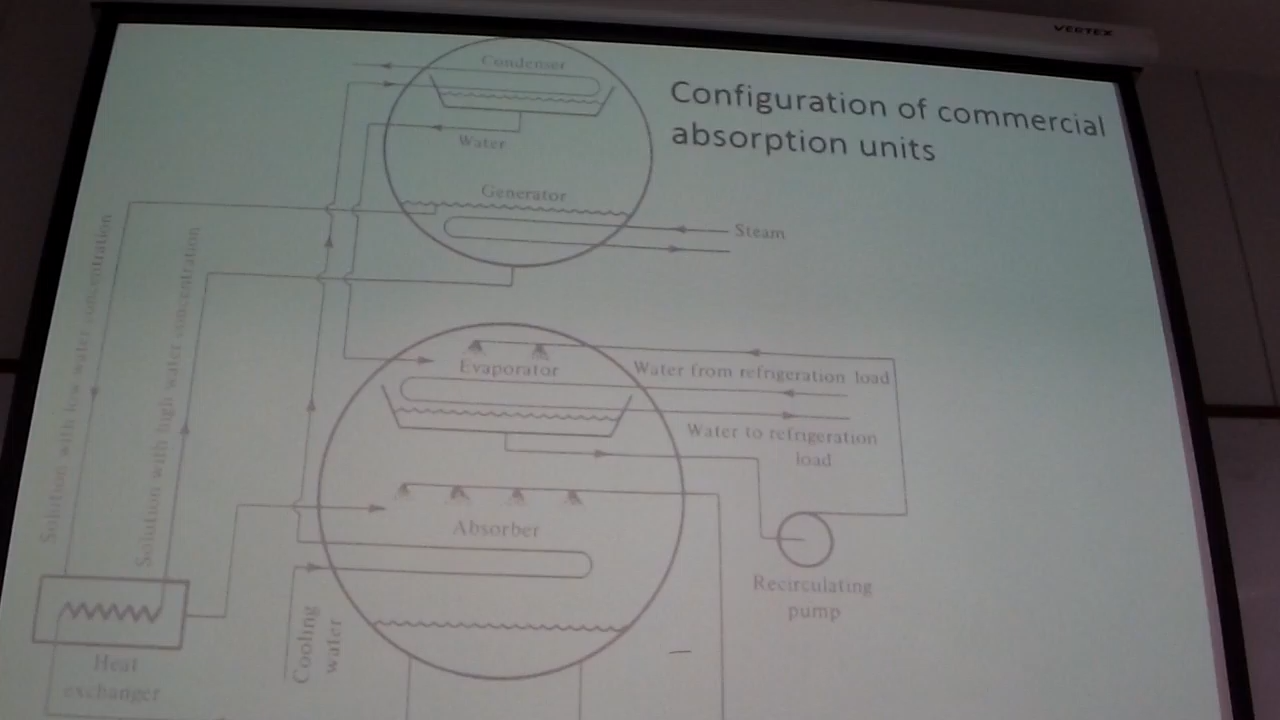 VERTEX
Configuration of commercial
absorption units
Condenser
Water
Generator
Steam
Solution with low water concentration
Solution with high water concentration
Evaporator
Water from refrigeration load
Water to refrigeration
load
Absorber
Recirculating
pump
Cooling
water
Heat
exchanger